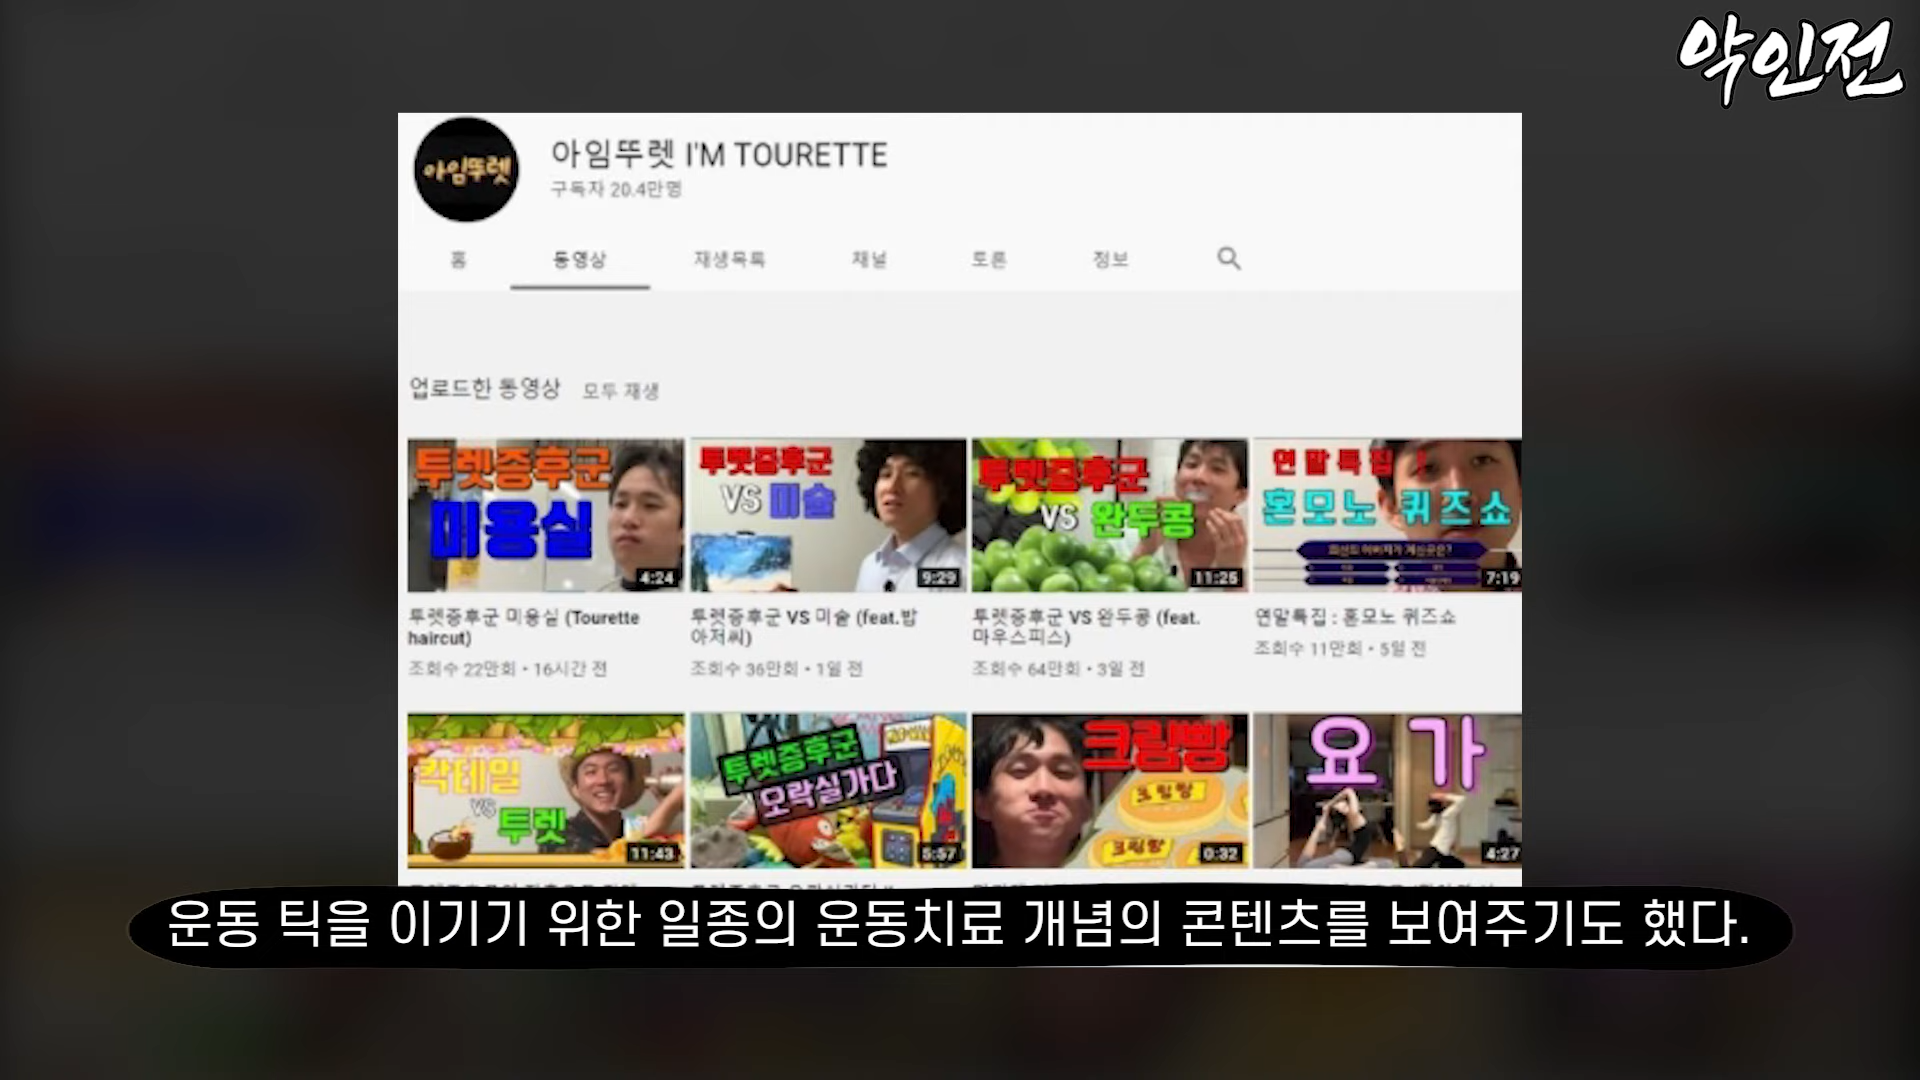 약인전
아임뚜렛
아임뚜렛 I'M TOURETTE
구독자 20.4만명
홈 동영상 재생목록 채널 토론 정보
업로드한 동영상 모두 재생
투렛증후군
미용실
4:24
투렛증후군
VS 미술
9:29
투렛증후군
VS 완두콩
11:25
연말특집
혼모노 퀴즈쇼
7:19
투렛증후군 미용실 (Tourette
haircut)
조회수 22만회 • 16시간 전
투렛증후군 VS 미술 (feat.밥
아저씨)
조회수 36만회 • 1일 전
투렛증후군 VS 완두콩 (feat.
마우스피스)
조회수 64만회 • 3일 전
연말특집 : 혼모노 퀴즈쇼
조회수 11만회 • 5일 전
칵테일
VS
투렛
11:43
투렛증후군
오락실가다
5:57
크림빵
크림빵
크림빵
0:32
요가
4:27
운동 틱을 이기기 위한 일종의 운동치료 개념의 콘텐츠를 보여주기도 했다.